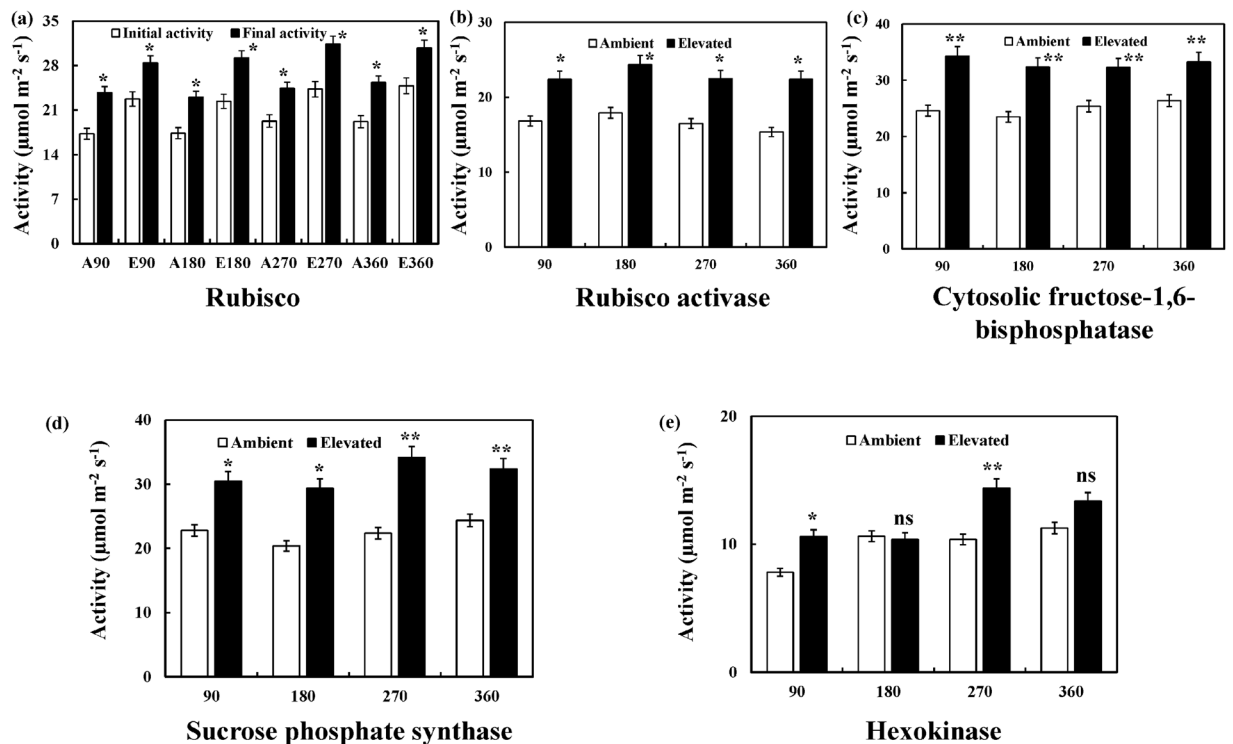 (a)
Initial activity Final activity
Activity (µmol m-2 s-1)
35
28
21
14
7
0
* * * * * * * *
A90 E90 A180 E180 A270 E270 A360 E360
Rubisco
(b)
Ambient Elevated
Activity (µmol m-2 s-1)
30
20
10
0
* * * *
90 180 270 360
Rubisco activase
(c)
Ambient Elevated
Activity (µmol m-2 s-1)
40
30
20
10
0
** ** ** **
90 180 270 360
Cytosolic fructose-1,6-
bisphosphatase
(d)
Ambient Elevated
Activity (µmol m-2 s-1)
40
30
20
10
0
* * ** **
90 180 270 360
Sucrose phosphate synthase
(e)
Ambient Elevated
Activity (µmol m-2 s-1)
20
10
0
* ns ** ns
90 180 270 360
Hexokinase